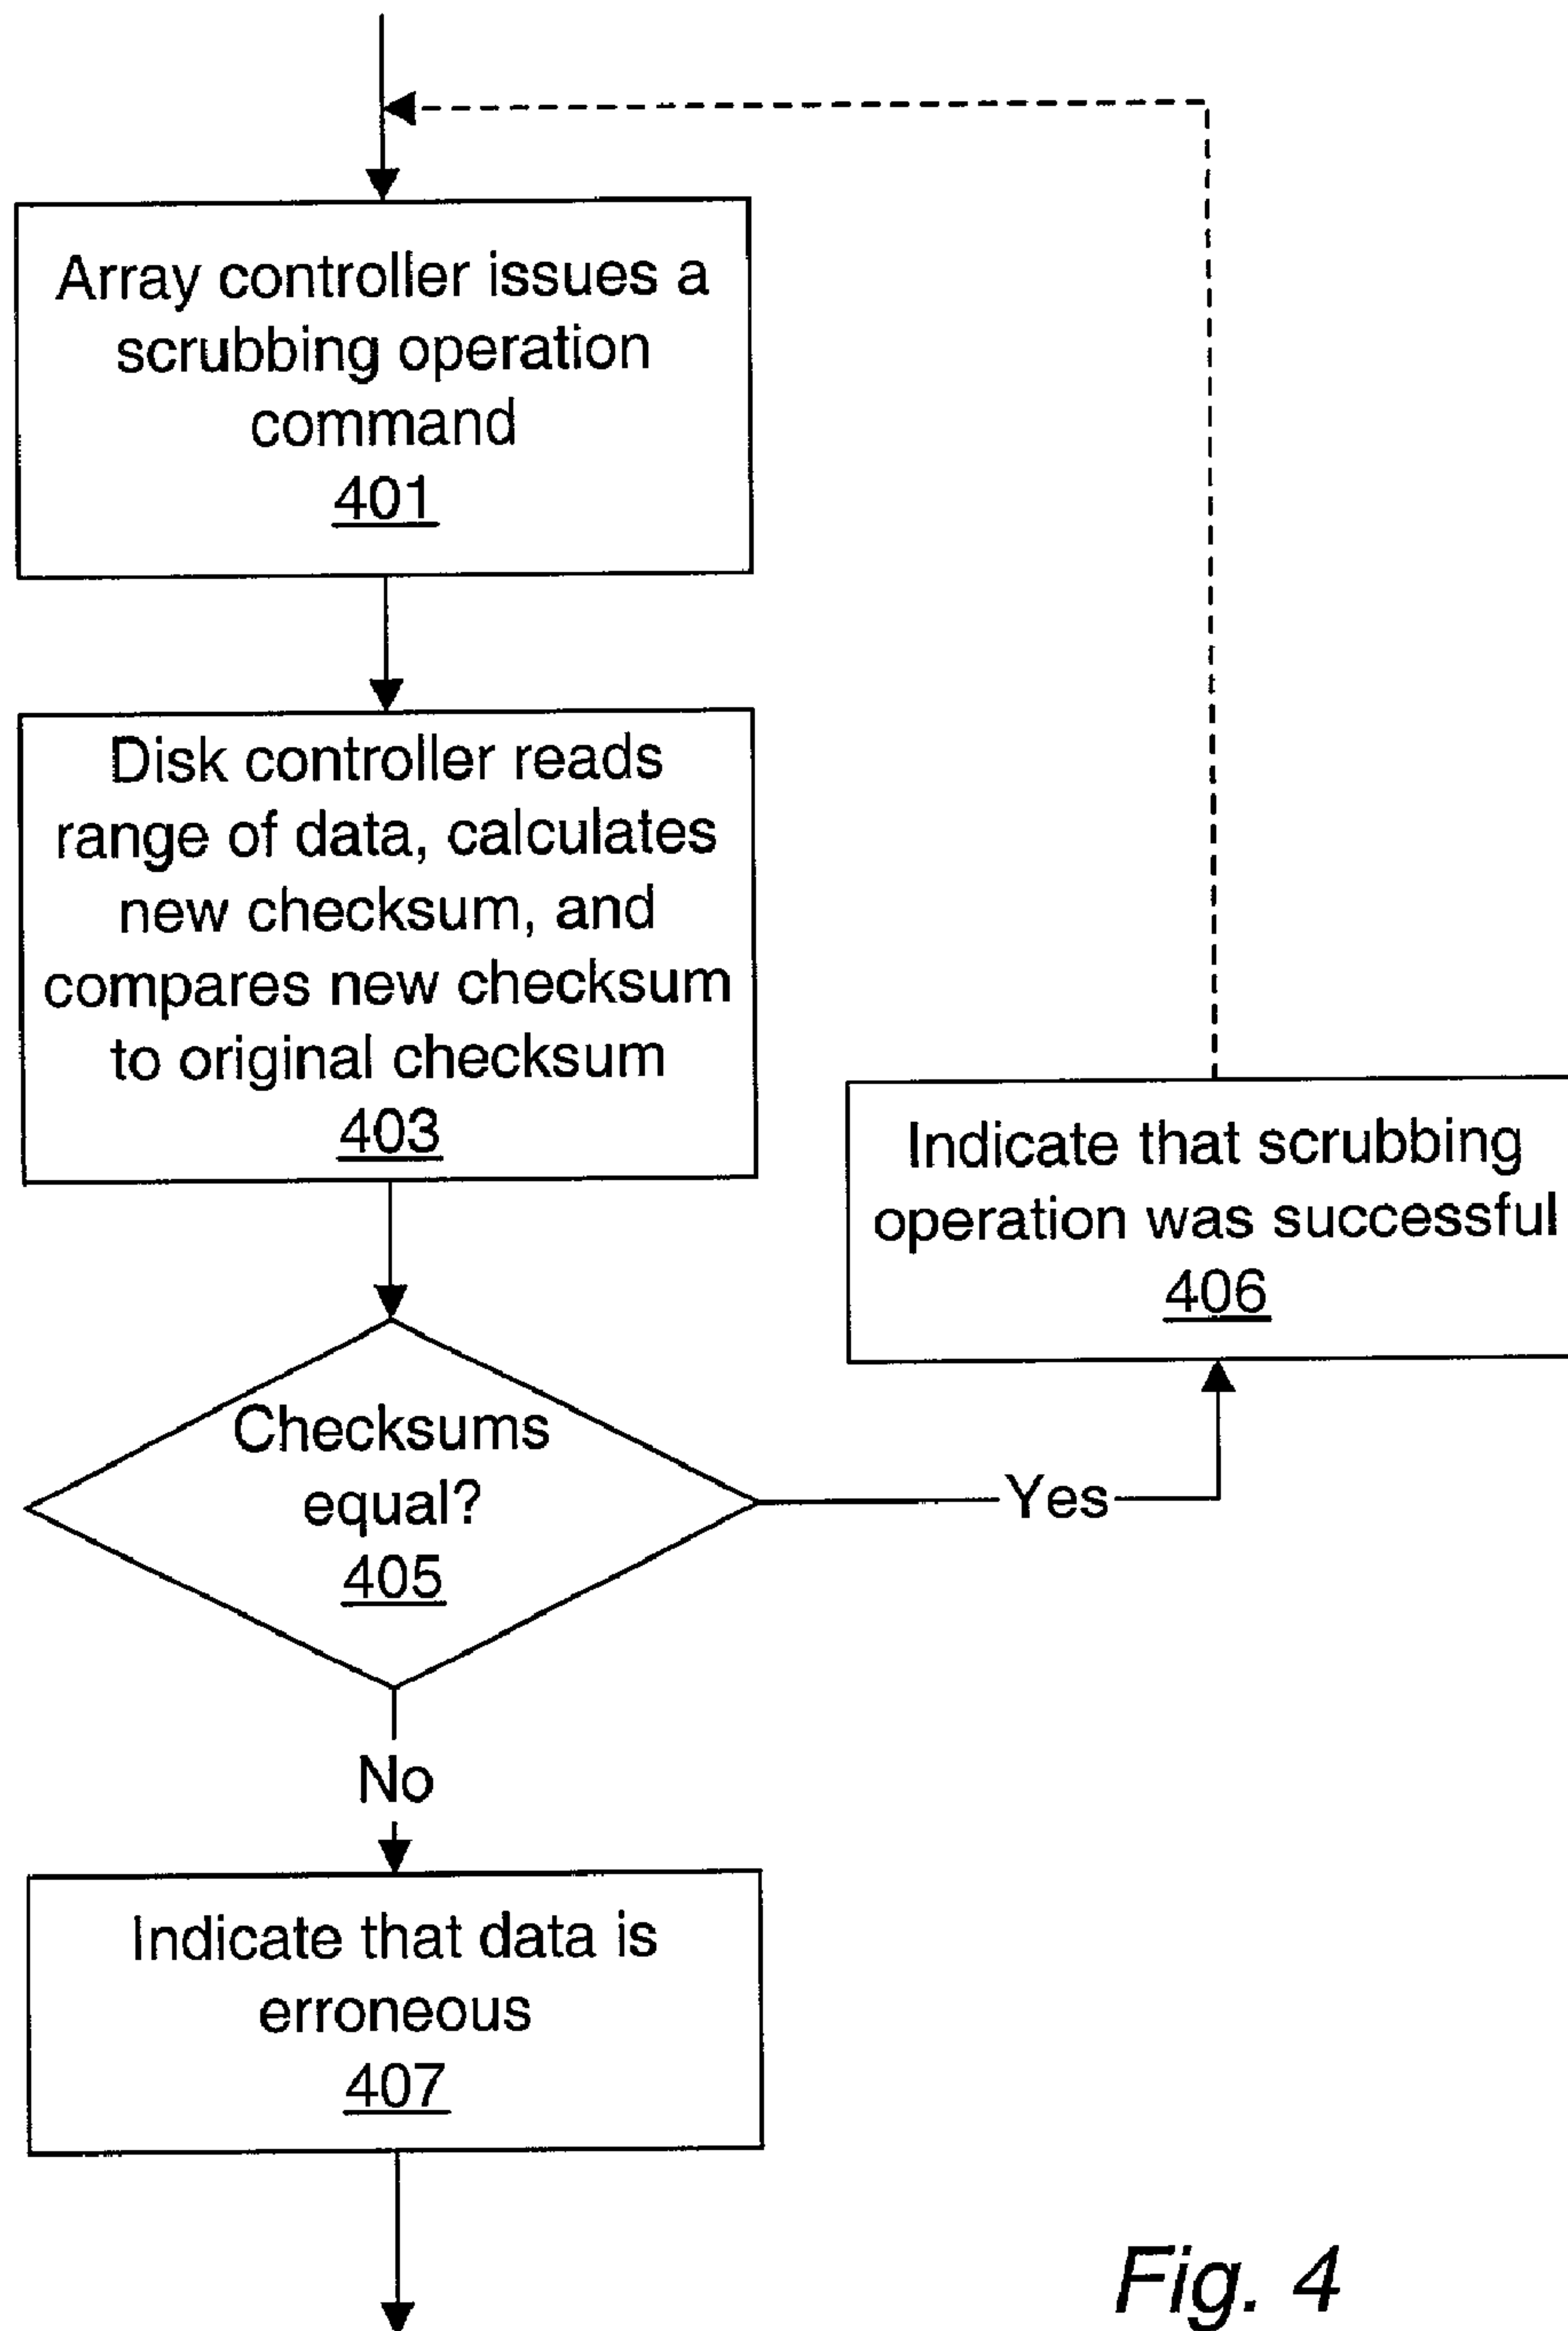 Array controller issues a
scrubbing operation
command
401
Disk controller reads
range of data, calculates
new checksum, and
compares new checksum
to original checksum
403
Indicate that scrubbing
operation was successful
406
Checksums
equal?
405
Yes
No
Indicate that data is
erroneous
407
Fig. 4